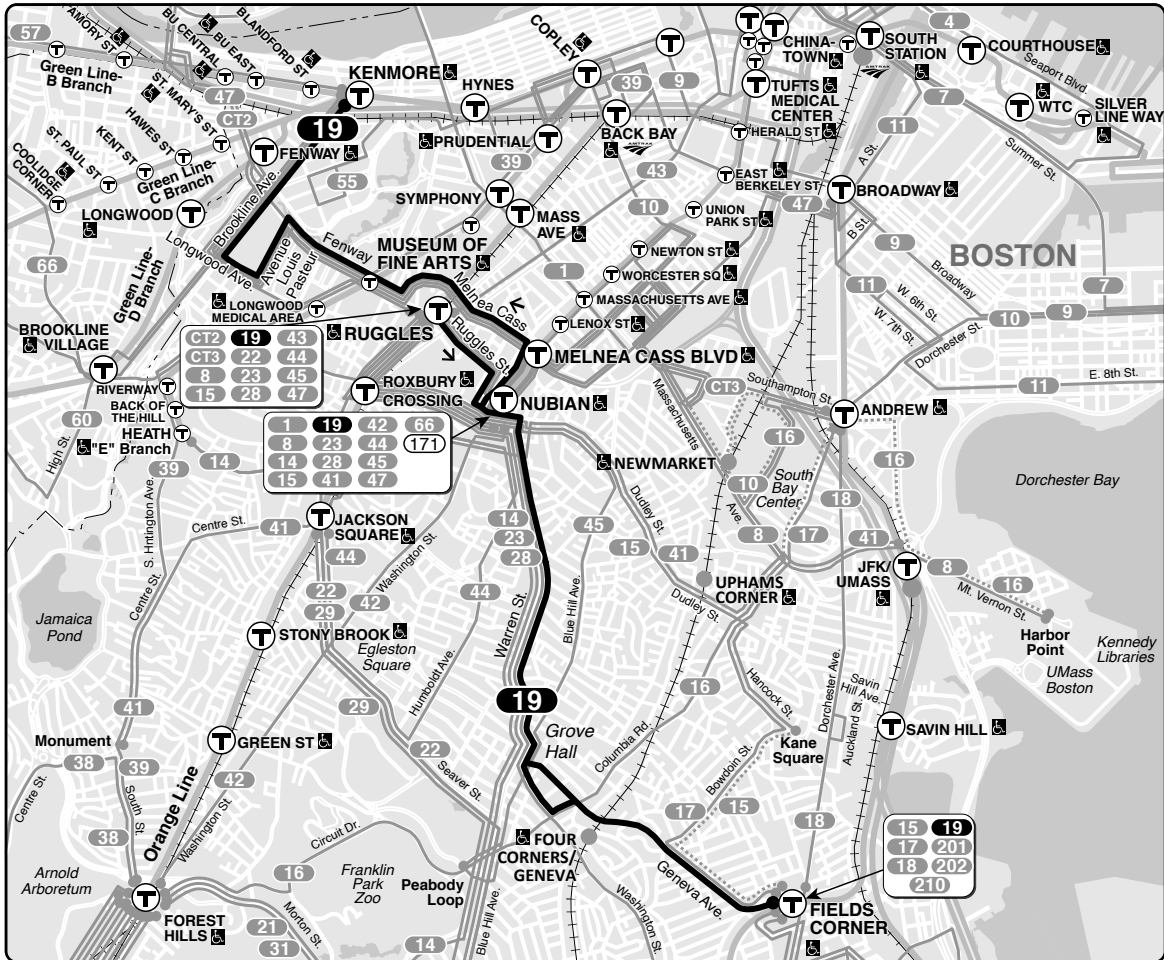 57
AMORY ST
BU CENTRAL
BU EAST
BLANDFORD ST
Green Line-
B Branch
47
CT2
ST. MARY'S ST
HAWES ST
KENT ST
ST. PAUL ST
COOLIDGE
CORNER
Green Line-
C Branch
KENMORE
19
FENWAY
55
HYNES
COPLEY
PRUDENTIAL
39
39
9
BACK BAY
AMTRAK
CHINA-
TOWN
TUFTS
MEDICAL
CENTER
HERALD ST
SOUTH
STATION
AMTRAK
4
COURTHOUSE
Seaport Blvd.
WTC
SILVER
LINE WAY
7
Summer St.
11
A St.
43
EAST
BERKELEY ST
BROADWAY
47
10
UNION
PARK ST
SYMPHONY
MASS
AVE
LONGWOOD
Brookline Ave.
Longwood Ave.
Avenue
Louis
Pasteur
Fenway
MUSEUM OF
FINE ARTS
NEWTON ST
1
WORCESTER SQ
MASSACHUSETTS AVE
LENOX ST
B St.
9
Broadway
BOSTON
11
W. 6th St.
W. 7th St.
Dorchester St.
7
10
9
11
E. 8th St.
66
Green Line-
D Branch
LONGWOOD
MEDICAL AREA
Melnea Cass
RUGGLES
Ruggles St.
MELNEA CASS BLVD
BROOKLINE
VILLAGE
CT2 19 43
CT3 22 44
8 23 45
15 28 47
RIVERWAY
BACK OF
THE HILL
HEATH
"E" Branch
60
High St.
ROXBURY
CROSSING
NUBIAN
1 19 42 66
8 23 44 171
14 28 45
15 41 47
39
14
CT3
Southampton St.
Massachusetts
Ave.
ANDREW
16
NEWMARKET
10
South
Bay
Center
16
18
Dorchester Bay
S. Hntington Ave.
Centre St.
41
JACKSON
SQUARE
44
Washington St.
14
23
28
45
Dudley St.
15
41
8
17
41
JFK/
UMASS
8
16
Mt. Vernon St.
Harbor
Point
Kennedy
Libraries
UMass
Boston
Jamaica
Pond
Centre St.
22
29
42
44
Warren St.
Blue Hill Ave.
UPHAMS
CORNER
Dudley St.
STONY BROOK
Egleston
Square
Humboldt Ave.
16
Hancock St.
Dorchester Ave.
Savin
Hill Ave.
Auckland St.
SAVIN HILL
41
Monument
38
39
Centre St.
South St.
38
GREEN ST
42
Orange Line
Washington St.
29
22
Seaver St.
19
Grove
Hall
Columbia Rd.
Kane
Square
Bowdoin St.
17
15
18
15 19
17 201
18 202
210
Arnold
Arboretum
16
Circuit Dr.
Franklin
Park
Zoo
Peabody
Loop
FOUR
CORNERS/
GENEVA
Geneva Ave.
FOREST
HILLS
21
31
Morton St.
14
Blue Hill Ave.
Washington St.
FIELDS
CORNER